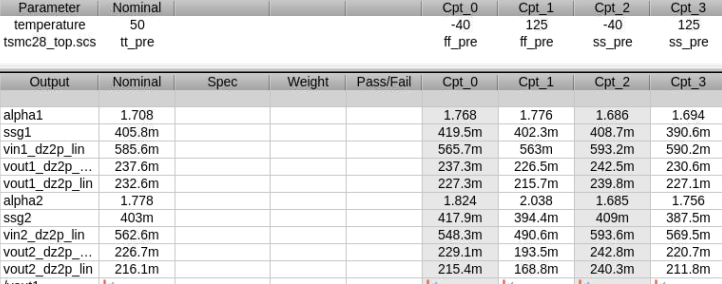 Parameter Nominal Cpt_0 Cpt_1 Cpt_2 Cpt_3
temperature 50 -40 125 -40 125
tsmc28_top.scs tt_pre ff_pre ff_pre ss_pre ss_pre
Output Nominal Spec Weight Pass/Fail Cpt_0 Cpt_1 Cpt_2 Cpt_3
alpha1 1.708 1.768 1.776 1.686 1.694
ssg1 405.8m 419.5m 402.3m 408.7m 390.6m
vin1_dz2p_lin 585.6m 565.7m 563m 593.2m 590.2m
vout1_dz2p_... 237.6m 237.3m 226.5m 242.5m 230.6m
vout1_dz2p_lin 232.6m 227.3m 215.7m 239.8m 227.1m
alpha2 1.778 1.824 2.038 1.685 1.756
ssg2 403m 417.9m 394.4m 409m 387.5m
vin2_dz2p_lin 562.6m 548.3m 490.6m 593.6m 569.5m
vout2_dz2p_... 226.7m 229.1m 193.5m 242.8m 220.7m
vout2_dz2p_lin 216.1m 215.4m 168.8m 240.3m 211.8m